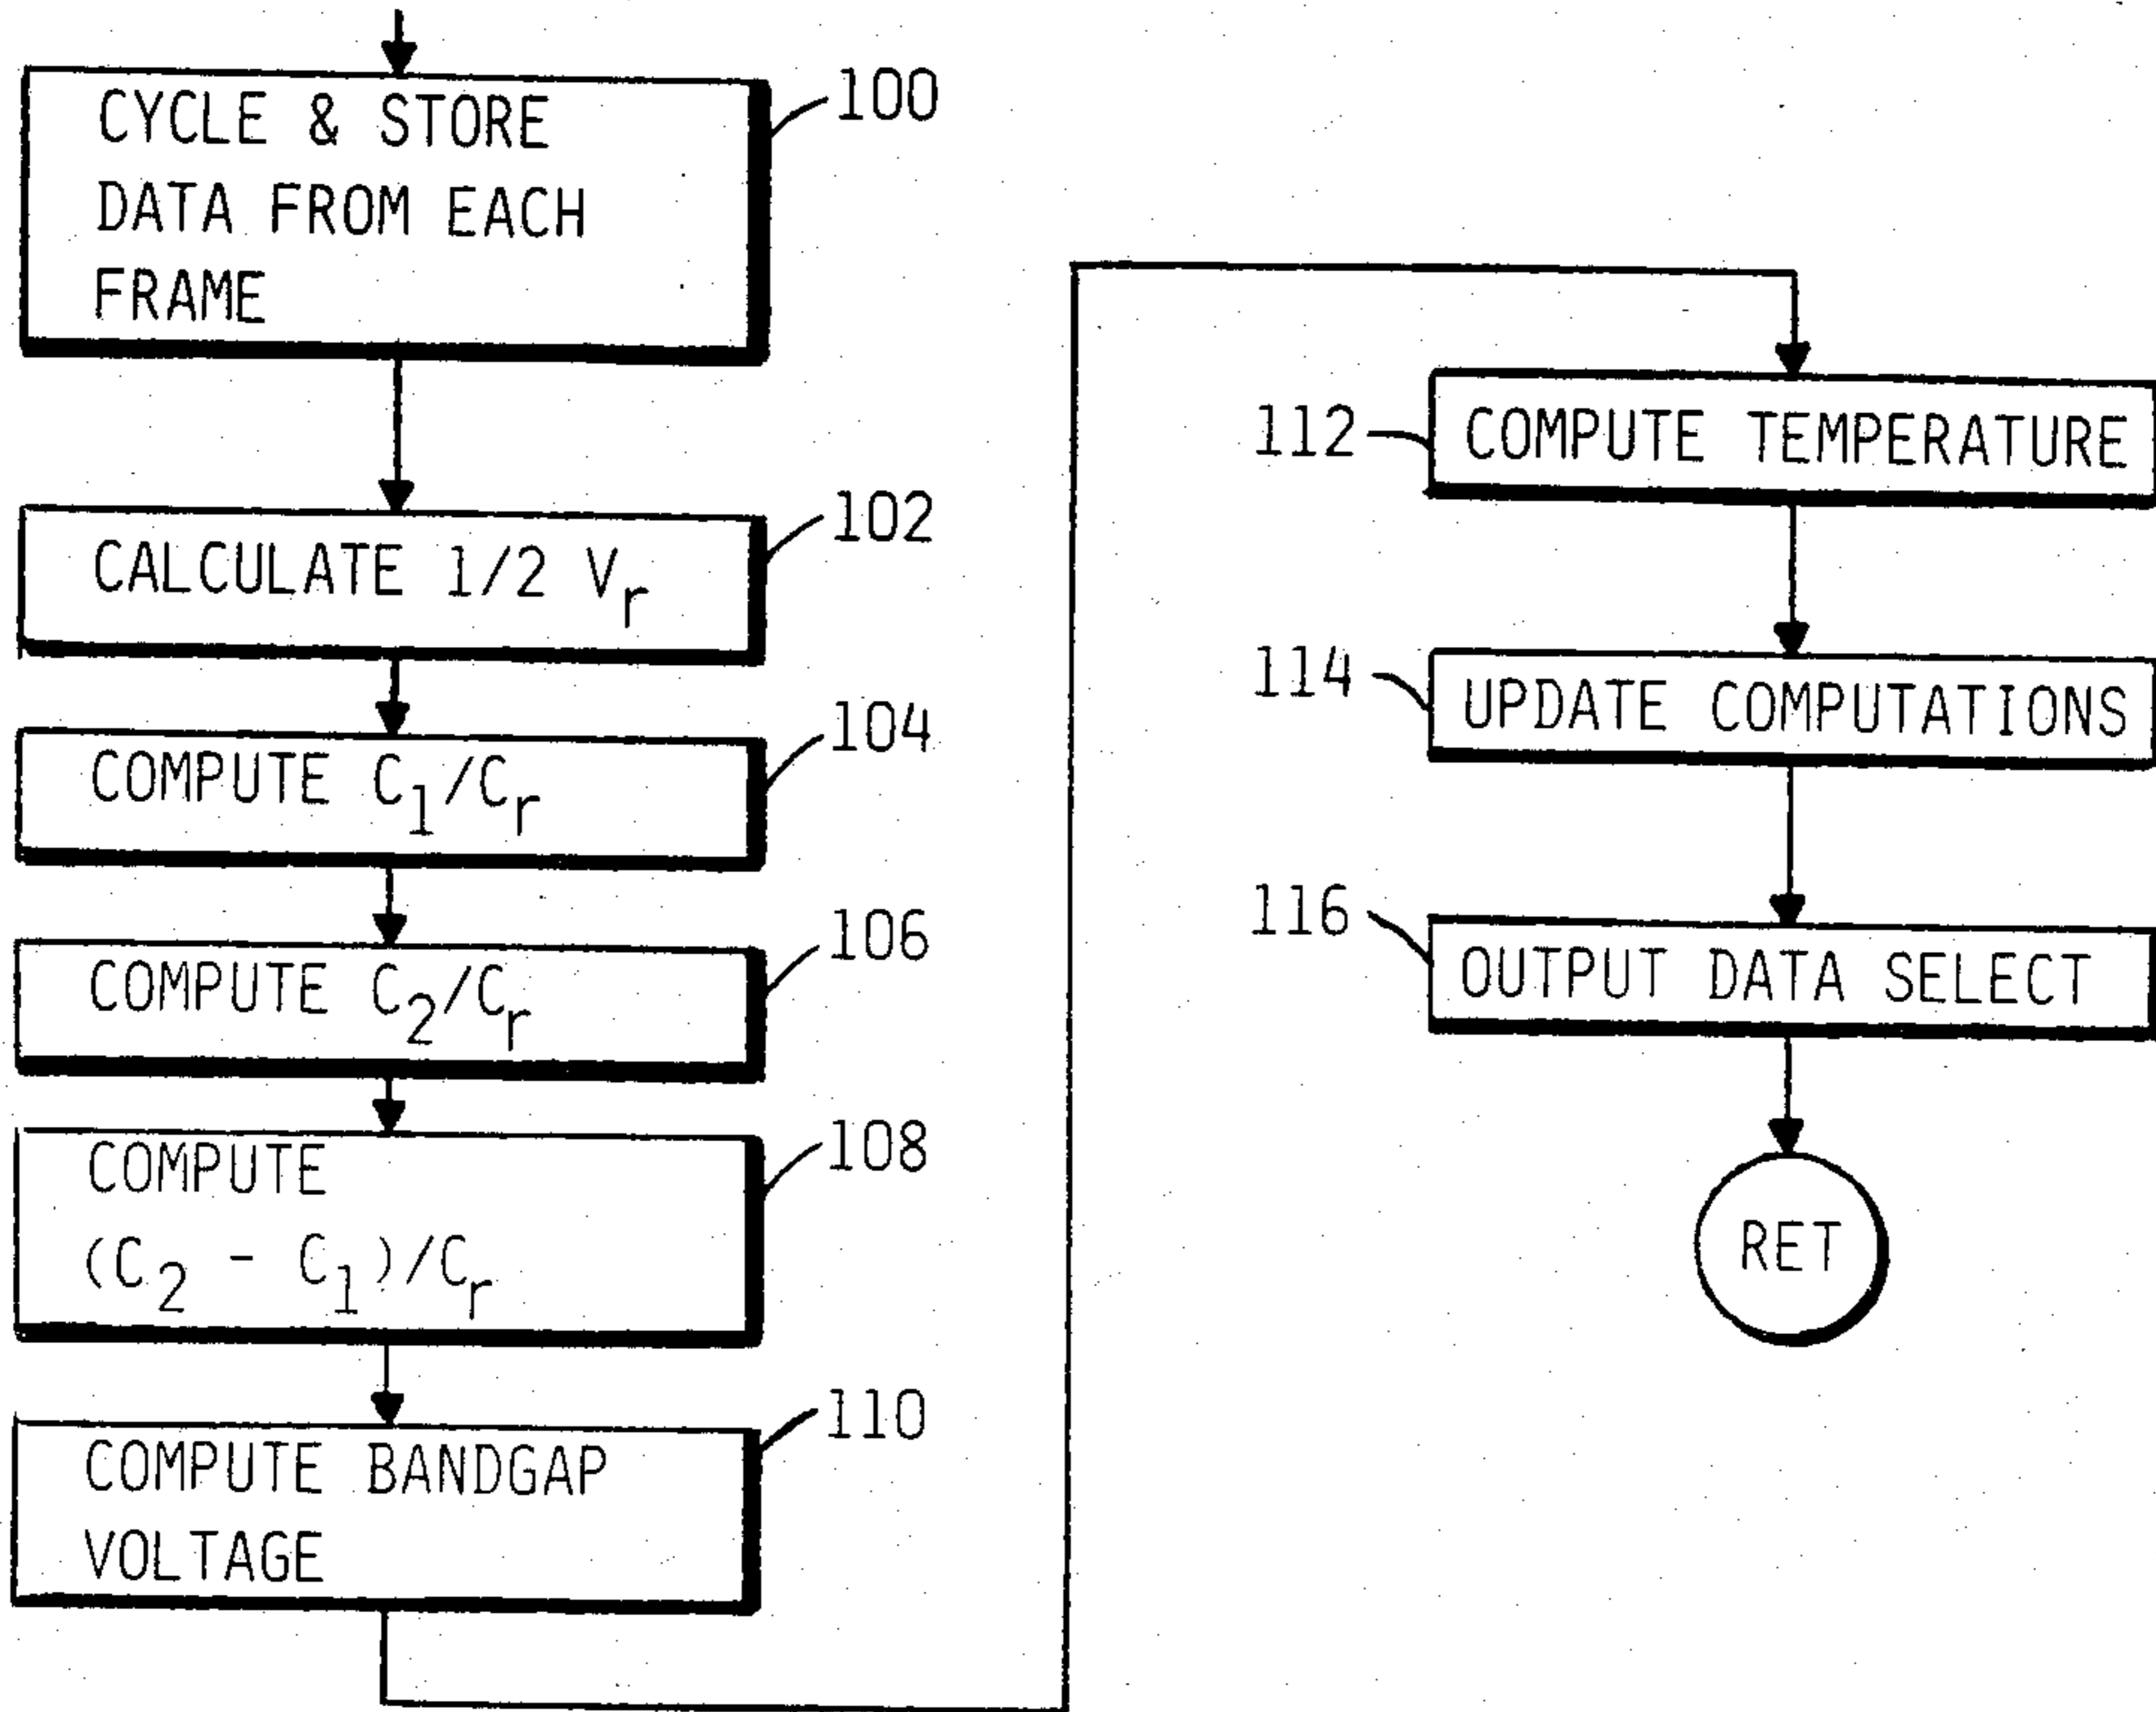 CYCLE & STORE
DATA FROM EACH
FRAME
100
CALCULATE 1/2 Vr
102
COMPUTE C1/Cr
104
COMPUTE C2/Cr
106
COMPUTE
(C2 - C1)/Cr
108
COMPUTE BANDGAP
VOLTAGE
110
112
COMPUTE TEMPERATURE
114
UPDATE COMPUTATIONS
116
OUTPUT DATA SELECT
RET